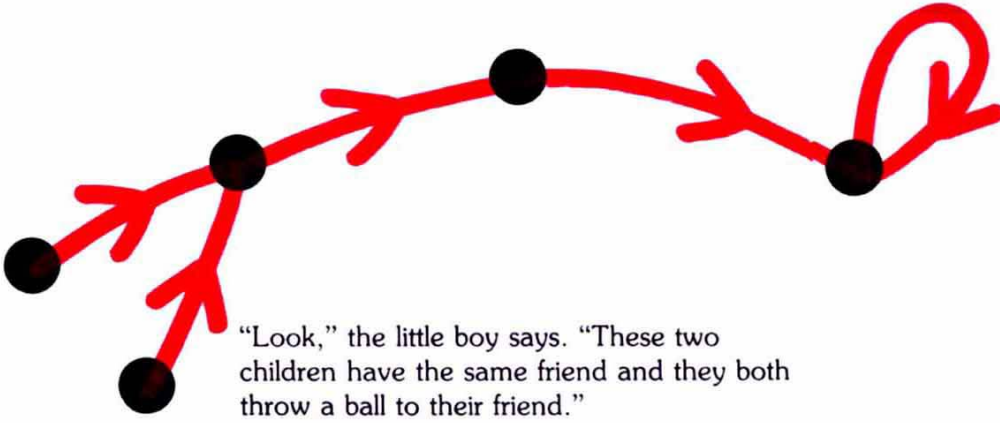 “Look,” the little boy says. “These two
children have the same friend and they both
throw a ball to their friend.”